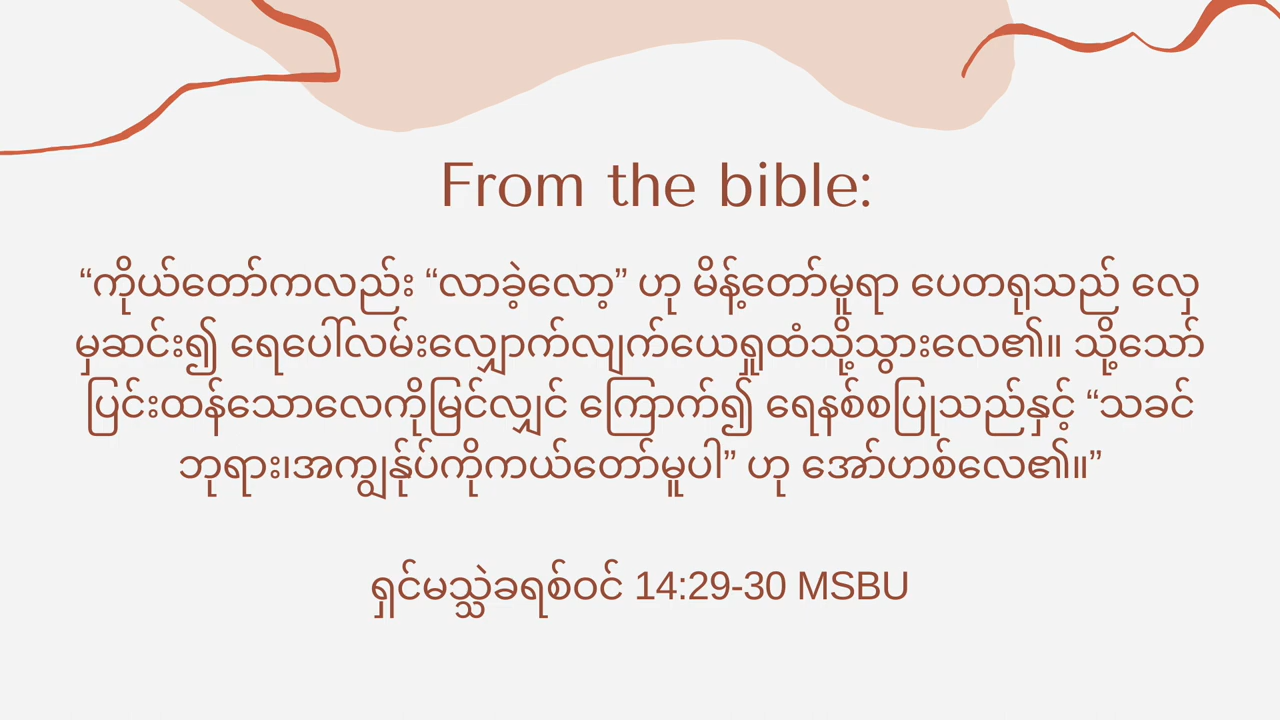 From the bible:
“ကိုယ်တော်ကလည်း “လာခဲ့လော့” ဟု မိန့်တော်မူရာ ပေတရုသည် လှေ
မှဆင်း၍ ရေပေါ်လမ်းလျှောက်လျက်ယေရှုထံသို့သွားလေ၏။ သို့သော်
ပြင်းထန်သောလေကိုမြင်လျှင် ကြောက်၍ ရေနစ်စပြုသည်နှင့် “သခင်
ဘုရား၊အကျွန်ုပ်ကိုကယ်တော်မူပါ” ဟု အော်ဟစ်လေ၏။”
ရှင်မဿဲခရစ်ဝင် 14:29-30 MSBU